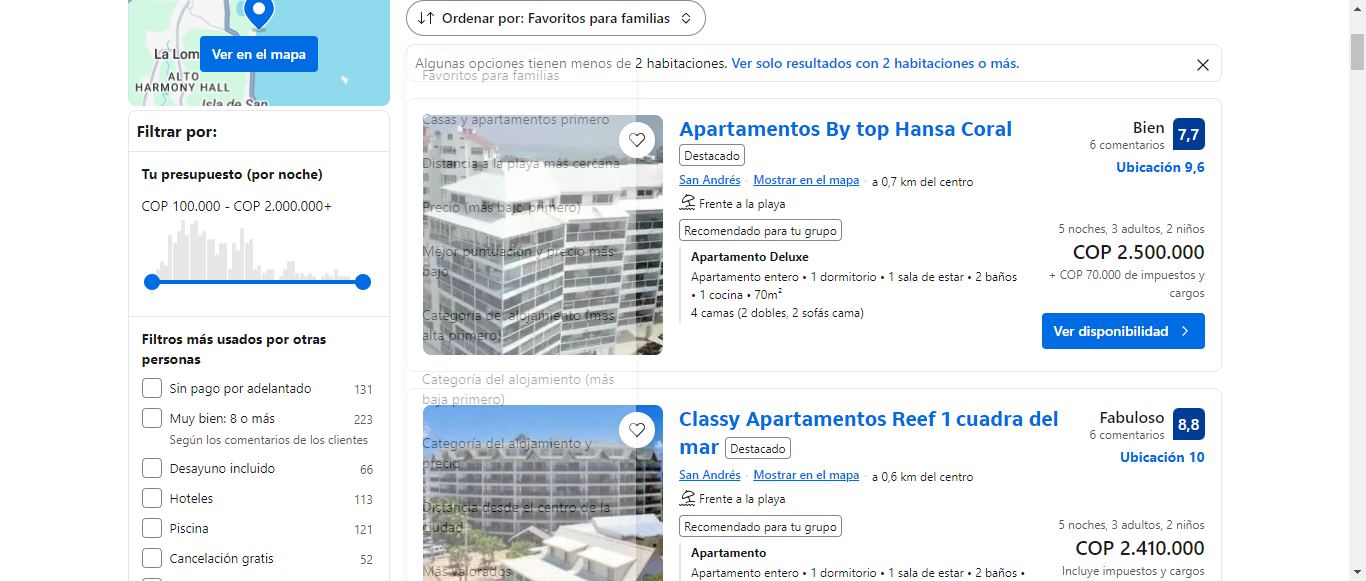 Ordenar por: Favoritos para familias
La Lom
Ver en el mapa
ALTO
HARMONY HALL
Isla de San
Algunas opciones tienen menos de 2 habitaciones. Ver solo resultados con 2 habitaciones o más.
Favoritos para familias
Casas y apartamentos primero
Distancia a la playa más cercana
Precio (más bajo primero)
Mejor puntuación y precio más
bajo
Categoría de alojamiento (más
alta primero)
Categoría del alojamiento (más
baja primero)
Categoría del alojamiento y
precio
Distancia desde el centro de la
ciudad
Más valorados
Filtrar por:
Tu presupuesto (por noche)
COP 100.000 - COP 2.000.000+
Filtros más usados por otras
personas
Sin pago por adelantado 131
Muy bien: 8 o más 223
Según los comentarios de los clientes
Desayuno incluido 66
Hoteles 113
Piscina 121
Cancelación gratis 52
Apartamentos By top Hansa Coral
Destacado
San Andrés · Mostrar en el mapa · a 0,7 km del centro
Frente a la playa
Recomendado para tu grupo
Apartamento Deluxe
Apartamento entero • 1 dormitorio • 1 sala de estar • 2 baños
• 1 cocina • 70m²
4 camas (2 dobles, 2 sofás cama)
Bien 7,7
6 comentarios
Ubicación 9,6
5 noches, 3 adultos, 2 niños
COP 2.500.000
+ COP 70.000 de impuestos y
cargos
Ver disponibilidad
Classy Apartamentos Reef 1 cuadra del
mar Destacado
San Andrés · Mostrar en el mapa · a 0,6 km del centro
Frente a la playa
Recomendado para tu grupo
Apartamento
Apartamento entero • 1 dormitorio • 1 sala de estar • 2 baños •
Fabuloso 8,8
6 comentarios
Ubicación 10
5 noches, 3 adultos, 2 niños
COP 2.410.000
Incluye impuestos y cargos